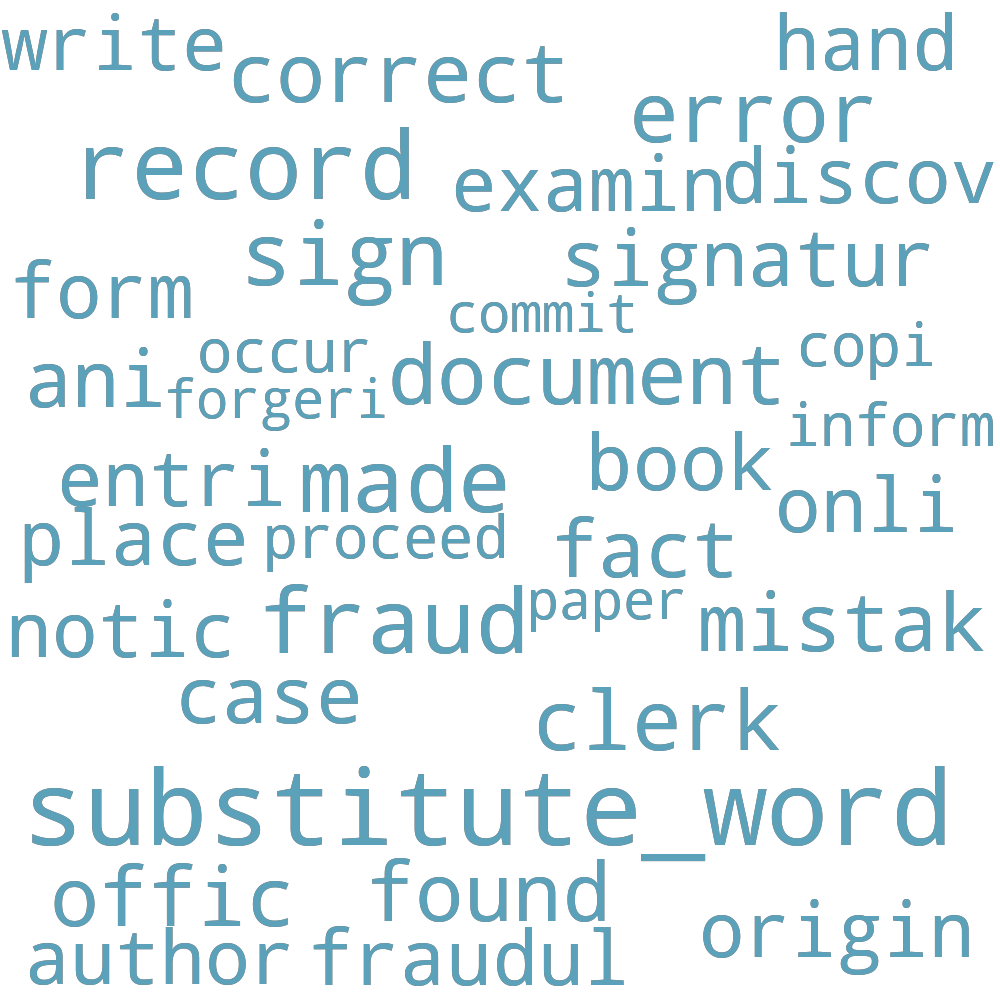 write
correct
hand
error
record
examin
discov
sign
signatur
form
commit
occur
copi
ani
document
forgeri
inform
entri
made
book
onli
place
proceed
fact
notic
fraud
paper
mistak
case
clerk
substitute_word
offic
found
origin
author
fraudul